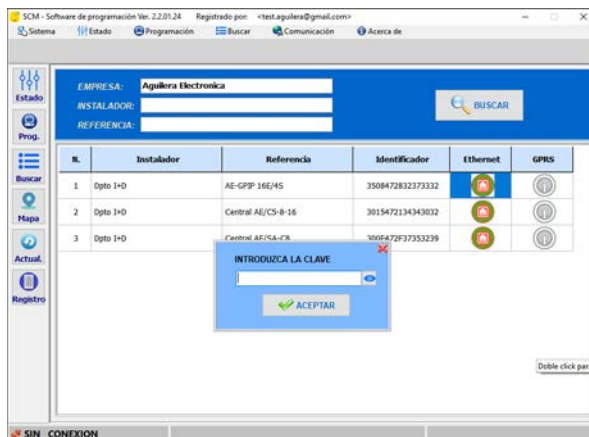 SCM - Software de programación Ver. 2.2.01.24 Registrado por: <test.aguilera@gmail.com>
Sistema Estado Programación Buscar Comunicación Acerca de
Estado
Prog.
Buscar
Mapa
Actual.
Registro
EMPRESA: Aguilera Electronica
INSTALADOR:
REFERENCIA:
BUSCAR
N. Instalador Referencia Identificador Ethernet GPRS
1 Dpto I+D AE-GPIP 16E/4S 3508472832373332
2 Dpto I+D Central AE/C5-8-16 3015472134343032
3 Dpto I+D Central AE/SA-C8 300F472F37353239
INTRODUZCA LA CLAVE
ACEPTAR
Doble click par
SIN CONEXION